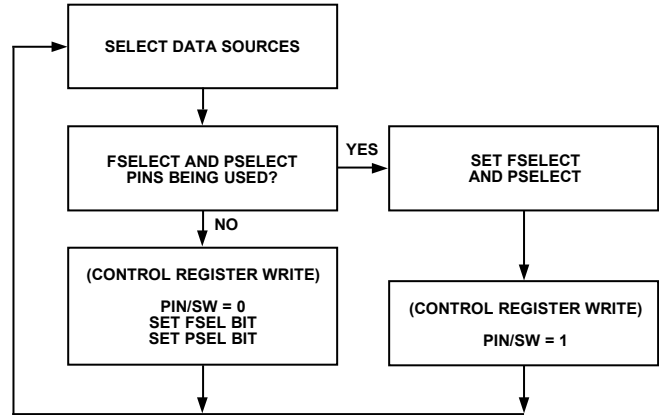 SELECT DATA SOURCES
FSELECT AND PSELECT
PINS BEING USED?
YES
SET FSELECT
AND PSELECT
NO
(CONTROL REGISTER WRITE)
PIN/SW = 0
SET FSEL BIT
SET PSEL BIT
(CONTROL REGISTER WRITE)
PIN/SW = 1